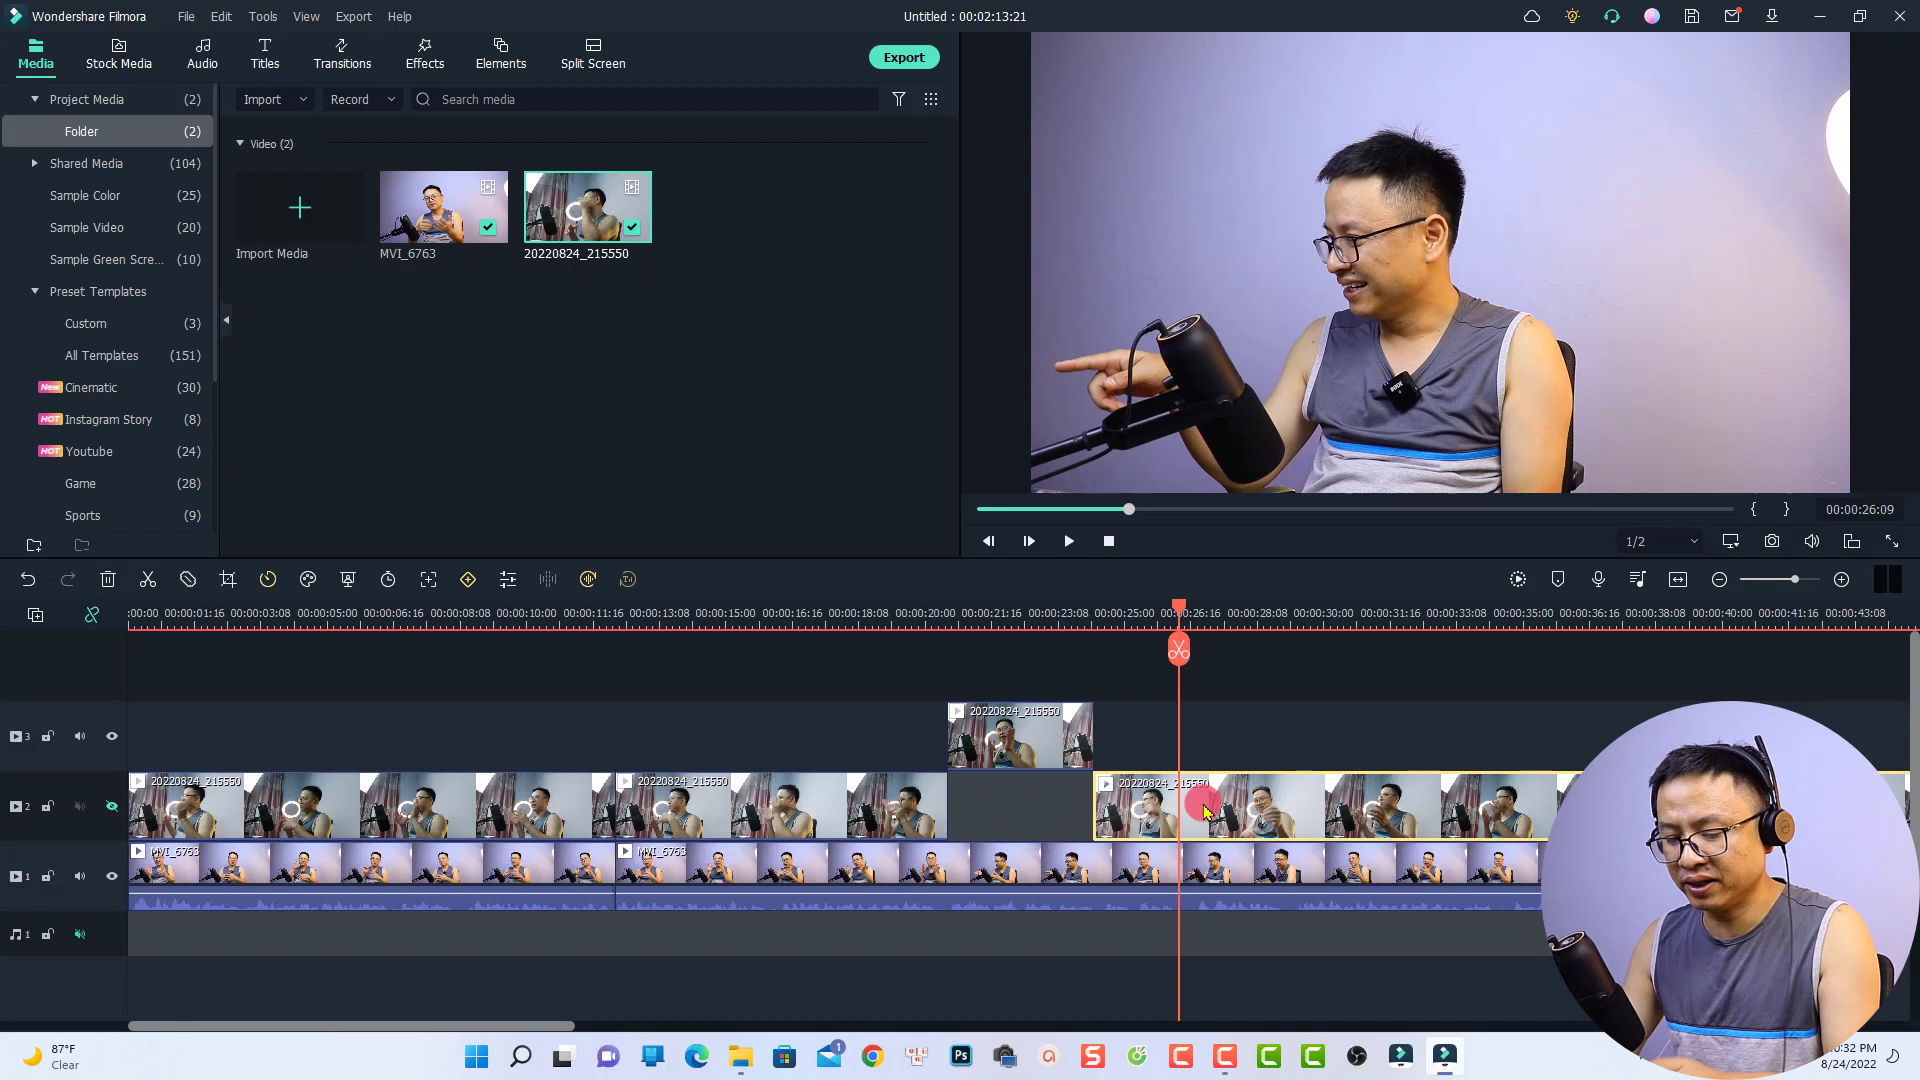 Wondershare Filmora
File Edit Tools View Export Help
Untitled : 00:02:13:21
Media
Stock Media
Audio
Titles
Transitions
Effects
Elements
Split Screen
Export
Project Media (2)
Folder (2)
Shared Media (104)
Sample Color (25)
Sample Video (20)
Sample Green Scre... (10)
Preset Templates
Custom (3)
All Templates (151)
New Cinematic (30)
HOT Instagram Story (8)
HOT Youtube (24)
Game (28)
Sports (9)
Import
Record
Search media
Video (2)
Import Media
MVI_6763
20220824_215550
RODE
{ }
00:00:26:09
1/2
:00:00 00:00:01:16 00:00:03:08 00:00:05:00 00:00:06:16 00:00:08:08 00:00:10:00 00:00:11:16 00:00:13:08 00:00:15:00 00:00:16:16 00:00:18:08 00:00:20:00 00:00:21:16 00:00:23:08 00:00:25:00 00:00:26:16 00:00:28:08 00:00:30:00 00:00:31:16 00:00:33:08 00:00:35:00 00:00:36:16 00:00:38:08 00:00:40:00 00:00:41:16 00:00:43:08
3
20220824_215550
2
20220824_215550
20220824_215550
20220824_215550
1
MVI_6763
MVI_6763
1
87°F
Clear
1
Ps
:32 PM
8/24/2022